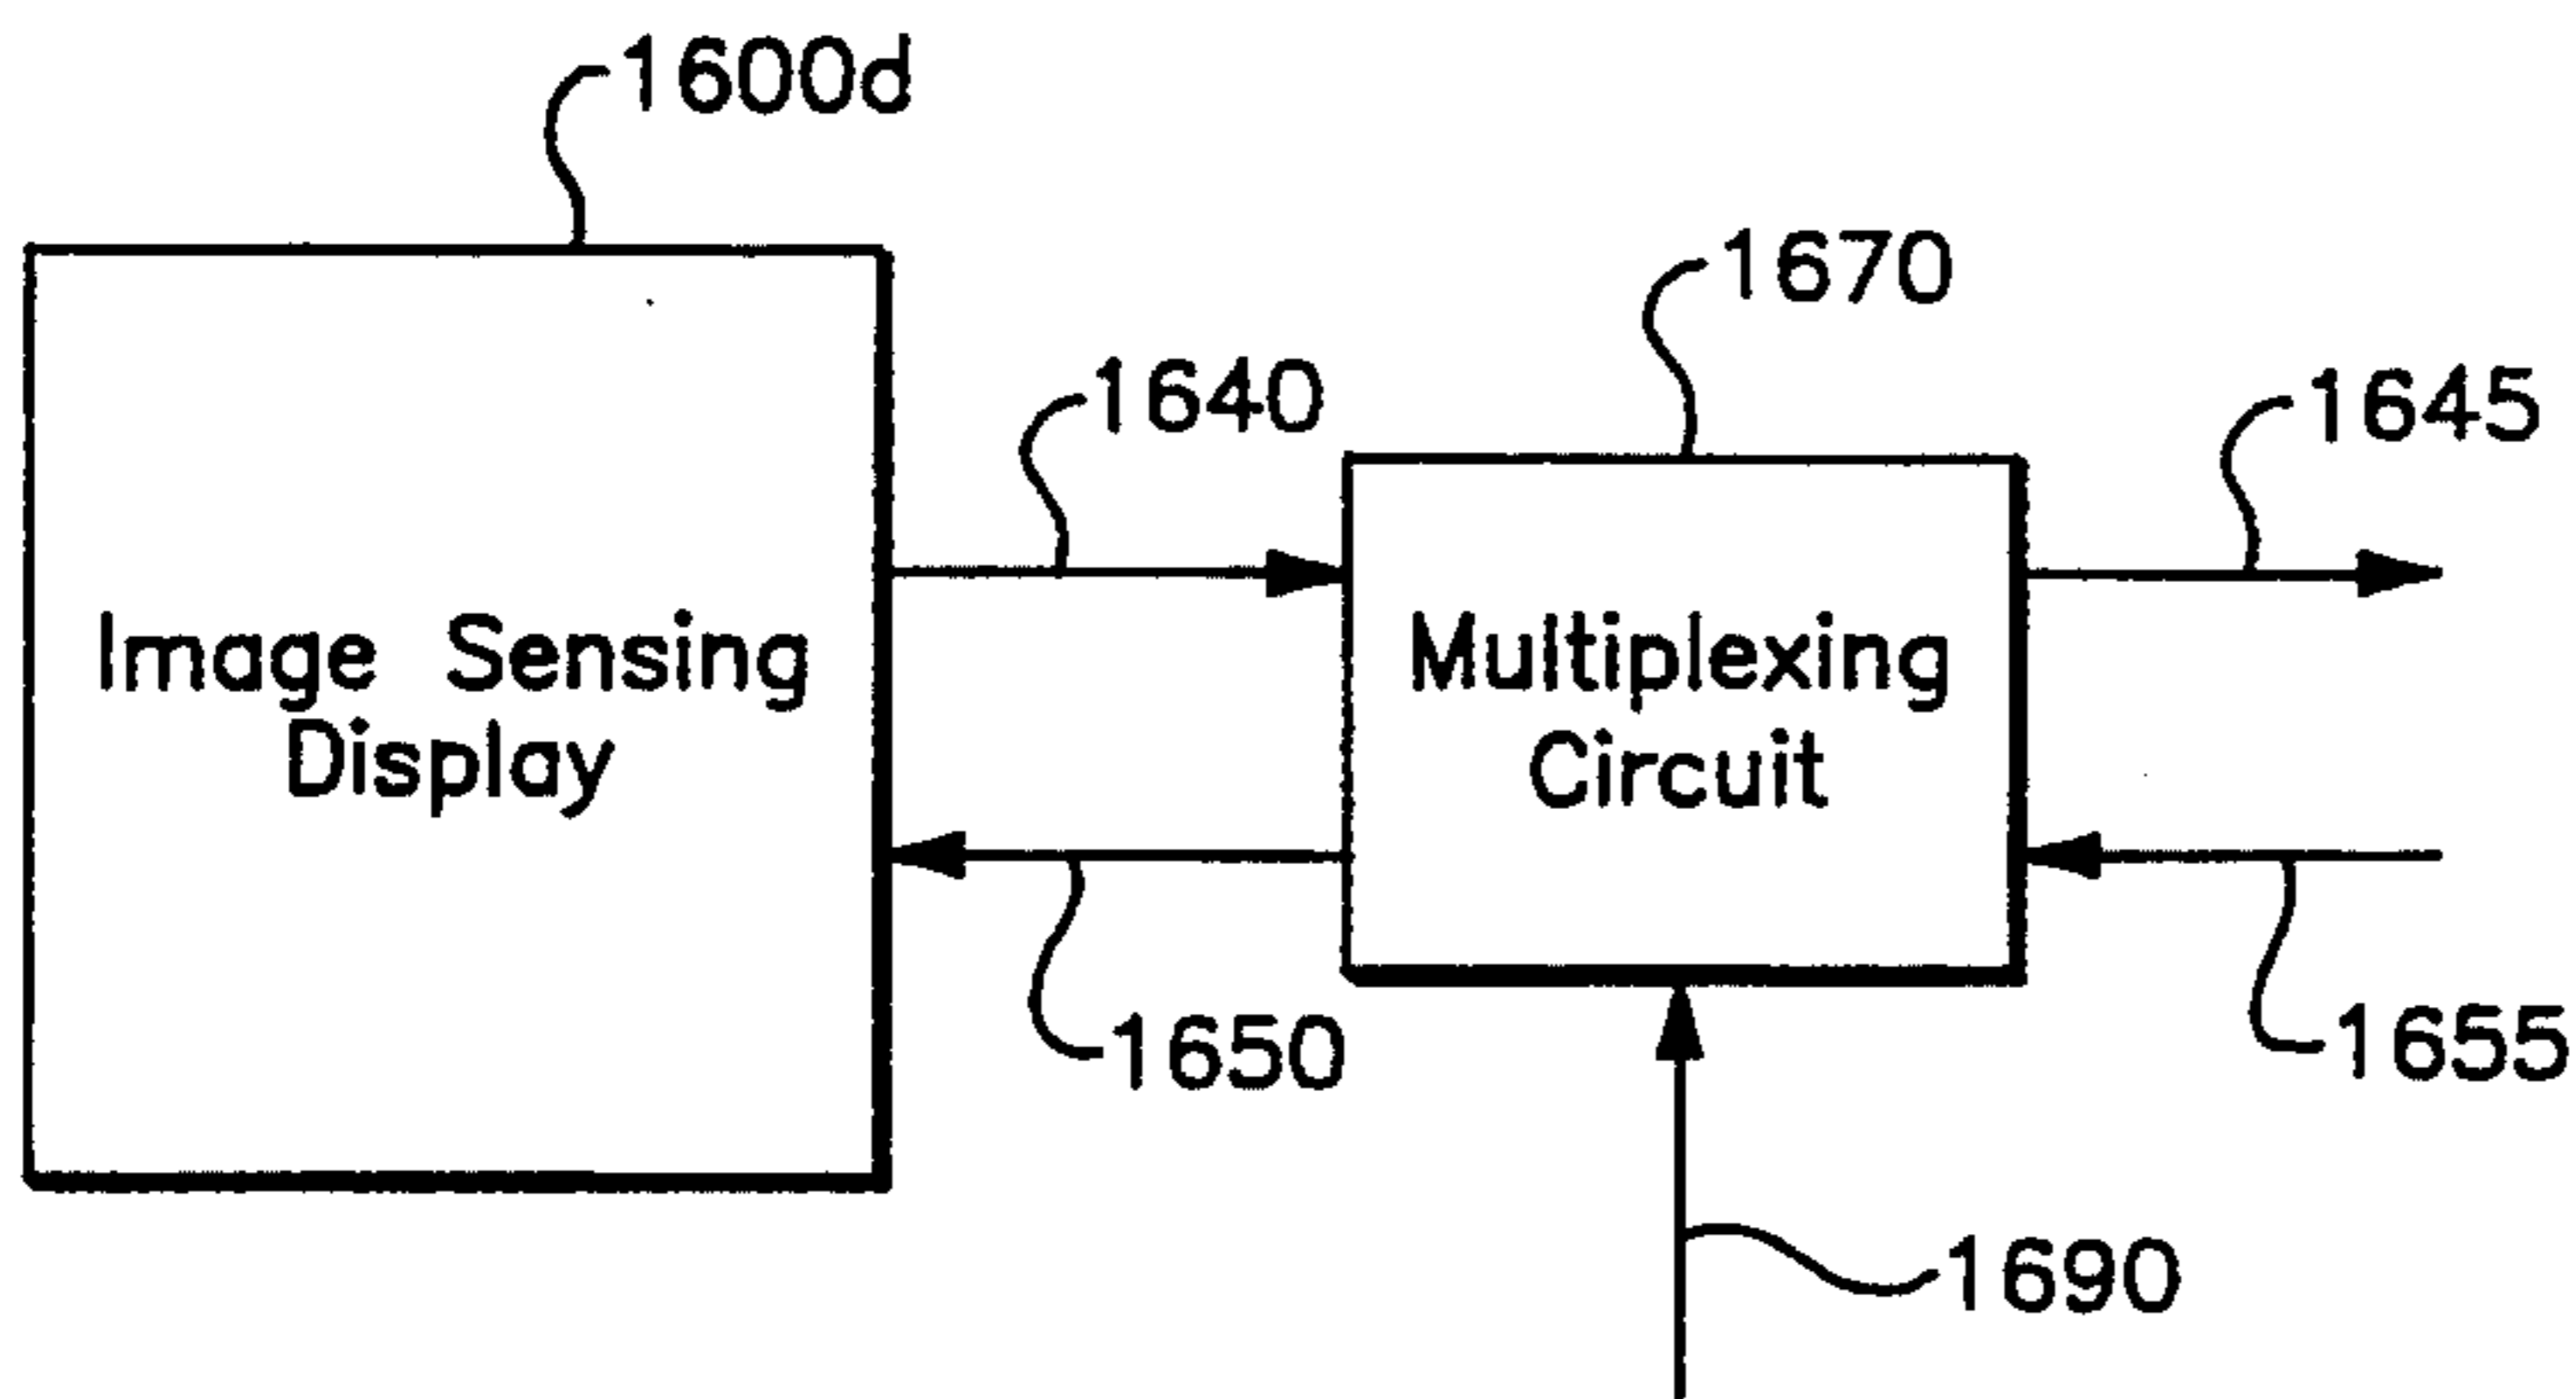 1600d
1670
1640
1645
Image Sensing
Display
Multiplexing
Circuit
1650
1655
1690